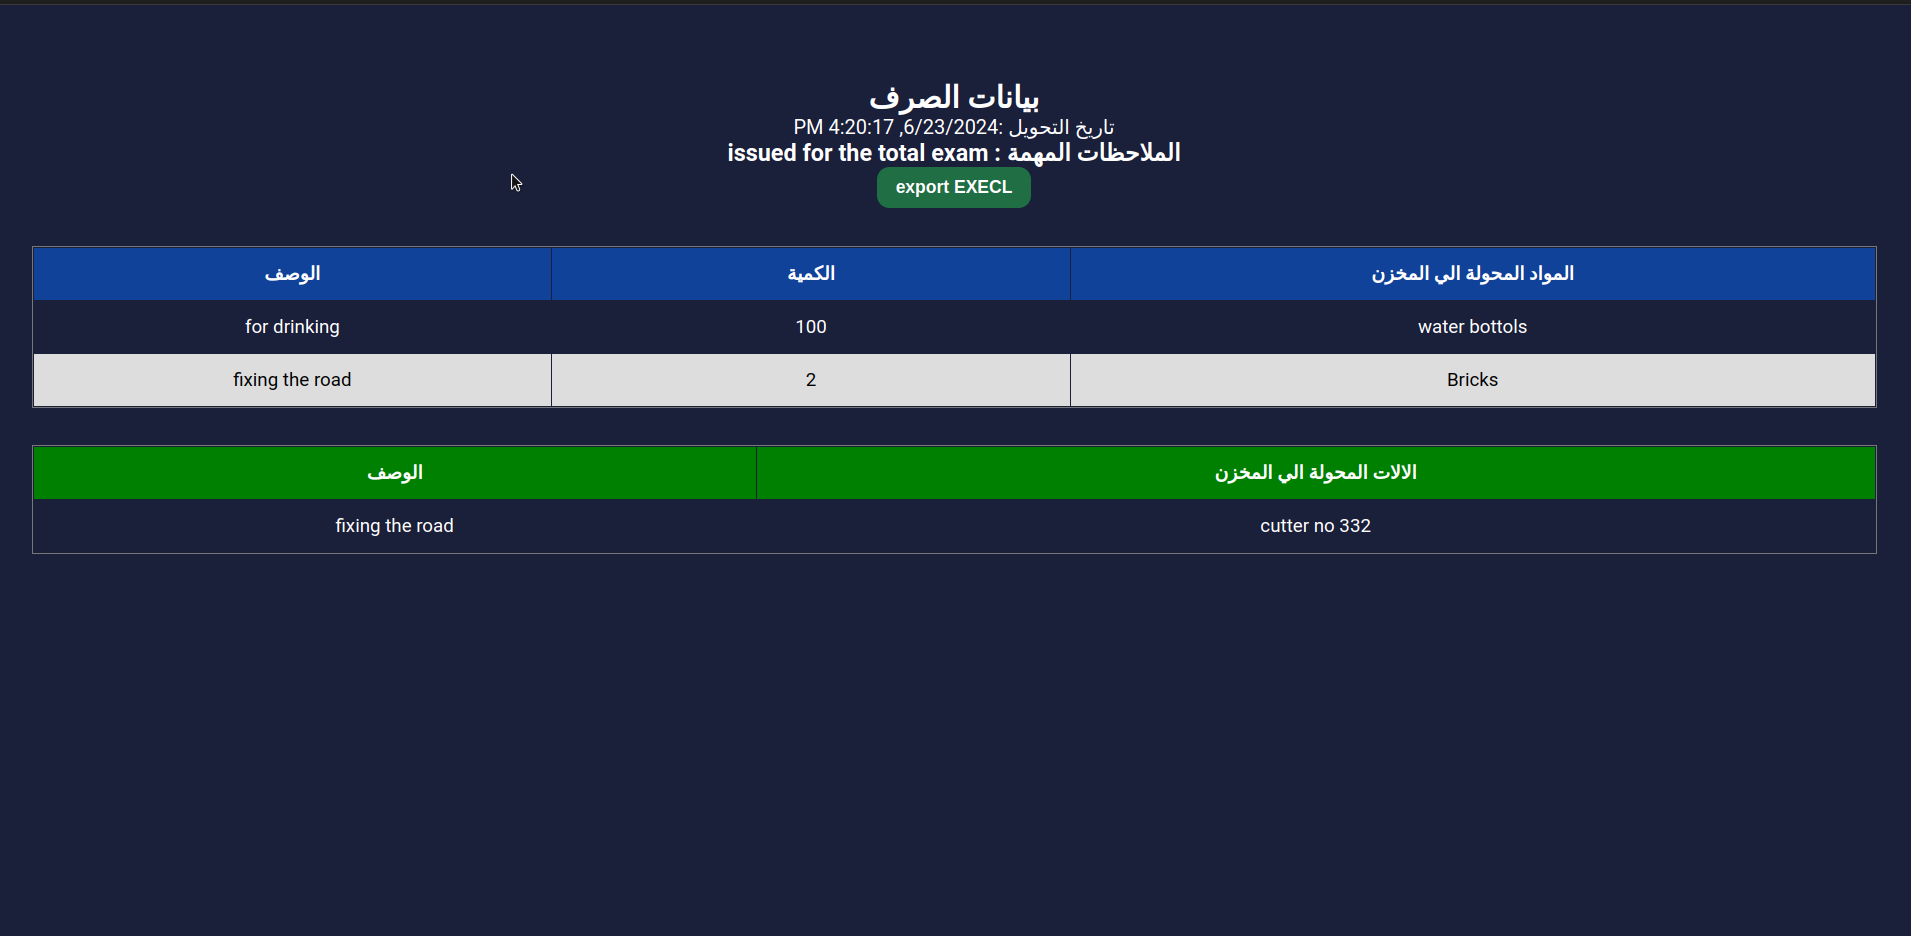 بيانات الصرف
تاريخ التحويل :6/23/2024, 4:20:17 PM
الملاحظات المهمة : issued for the total exam
export EXECL
المواد المحولة الي المخزن الكمية الوصف
water bottols 100 for drinking
Bricks 2 fixing the road
الالات المحولة الي المخزن الوصف
cutter no 332 fixing the road